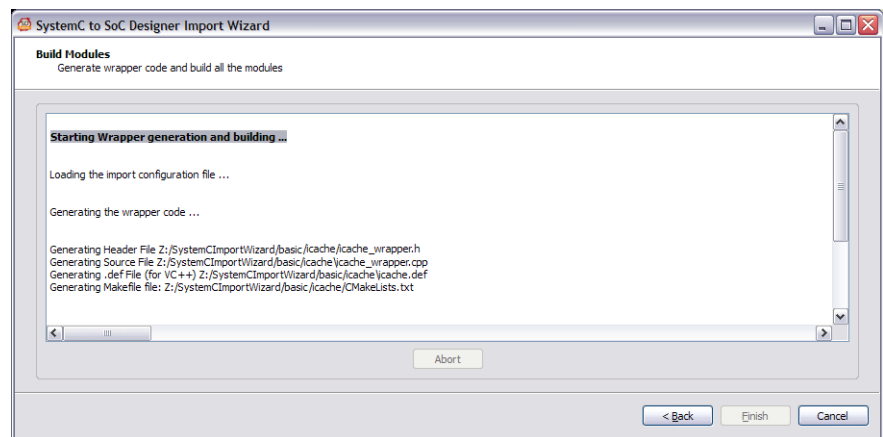 SystemC to SoC Designer Import Wizard
Build Modules
Generate wrapper code and build all the modules
Starting Wrapper generation and building ...
Loading the import configuration file ...
Generating the wrapper code ...
Generating Header File Z:/SystemCImportWizard/basic/icache/icache_wrapper.h
Generating Source File Z:/SystemCImportWizard/basic/icache\icache_wrapper.cpp
Generating .def File (for VC++) Z:/SystemCImportWizard/basic/icache\icache.def
Generating Makefile file: Z:/SystemCImportWizard/basic/icache/CMakeLists.txt
Abort
< Back Finish Cancel